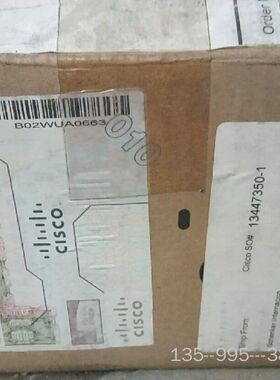 B02WUA0663
010
CISCO
CISCO
Order
Cisco SO#: 13447350-1
Ship From:
135--995--3